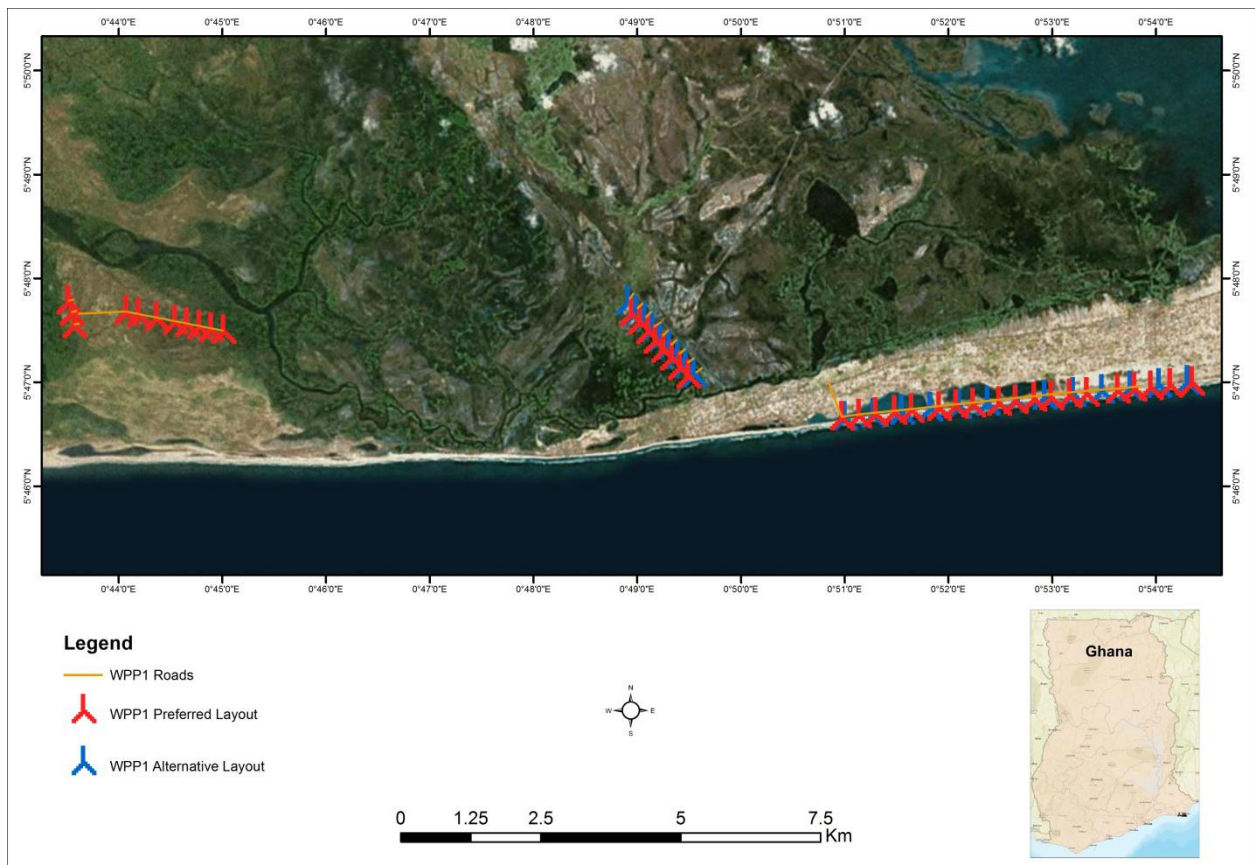 0°44'0"E 0°45'0"E 0°46'0"E 0°47'0"E 0°48'0"E 0°49'0"E 0°50'0"E 0°51'0"E 0°52'0"E 0°53'0"E 0°54'0"E
5°50'0"N 5°50'0"N
5°49'0"N 5°49'0"N
5°48'0"N 5°48'0"N
5°47'0"N 5°47'0"N
5°46'0"N 5°46'0"N
0°44'0"E 0°45'0"E 0°46'0"E 0°47'0"E 0°48'0"E 0°49'0"E 0°50'0"E 0°51'0"E 0°52'0"E 0°53'0"E 0°54'0"E
Legend
WPP1 Roads
WPP1 Preferred Layout
WPP1 Alternative Layout
N
W E
S
0 1.25 2.5 5 7.5
Km
Ghana